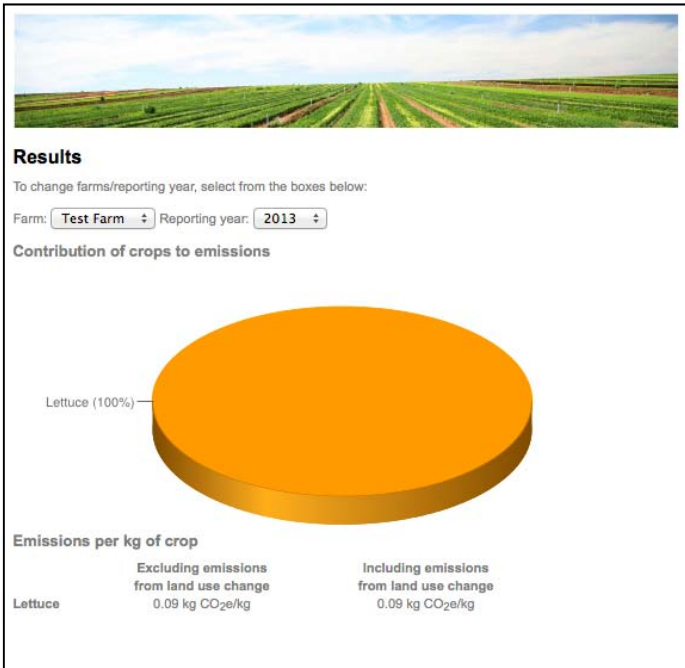 Results
To change farms/reporting year, select from the boxes below:
Farm: Test Farm Reporting year: 2013
Contribution of crops to emissions
Lettuce (100%)
Emissions per kg of crop
Excluding emissions Including emissions
from land use change from land use change
Lettuce 0.09 kg CO2e/kg 0.09 kg CO2e/kg